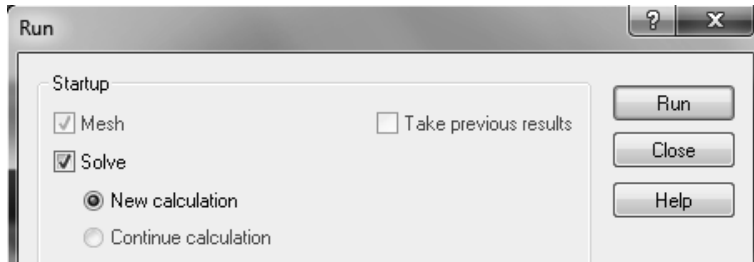 Run
? X
Startup
Mesh
Take previous results
Solve
New calculation
Continue calculation
Run
Close
Help